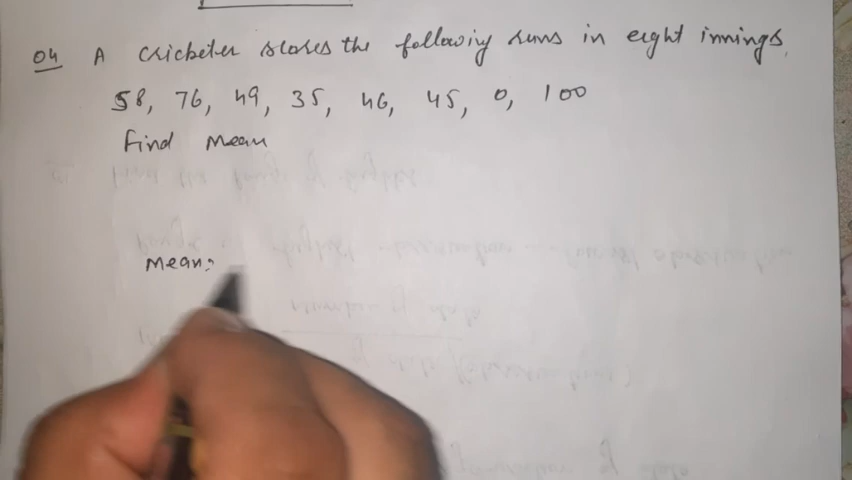 04 A cricketer scores the following runs in eight innings.
58, 76, 49, 35, 46, 45, 0, 100
Find Mean
Mean: